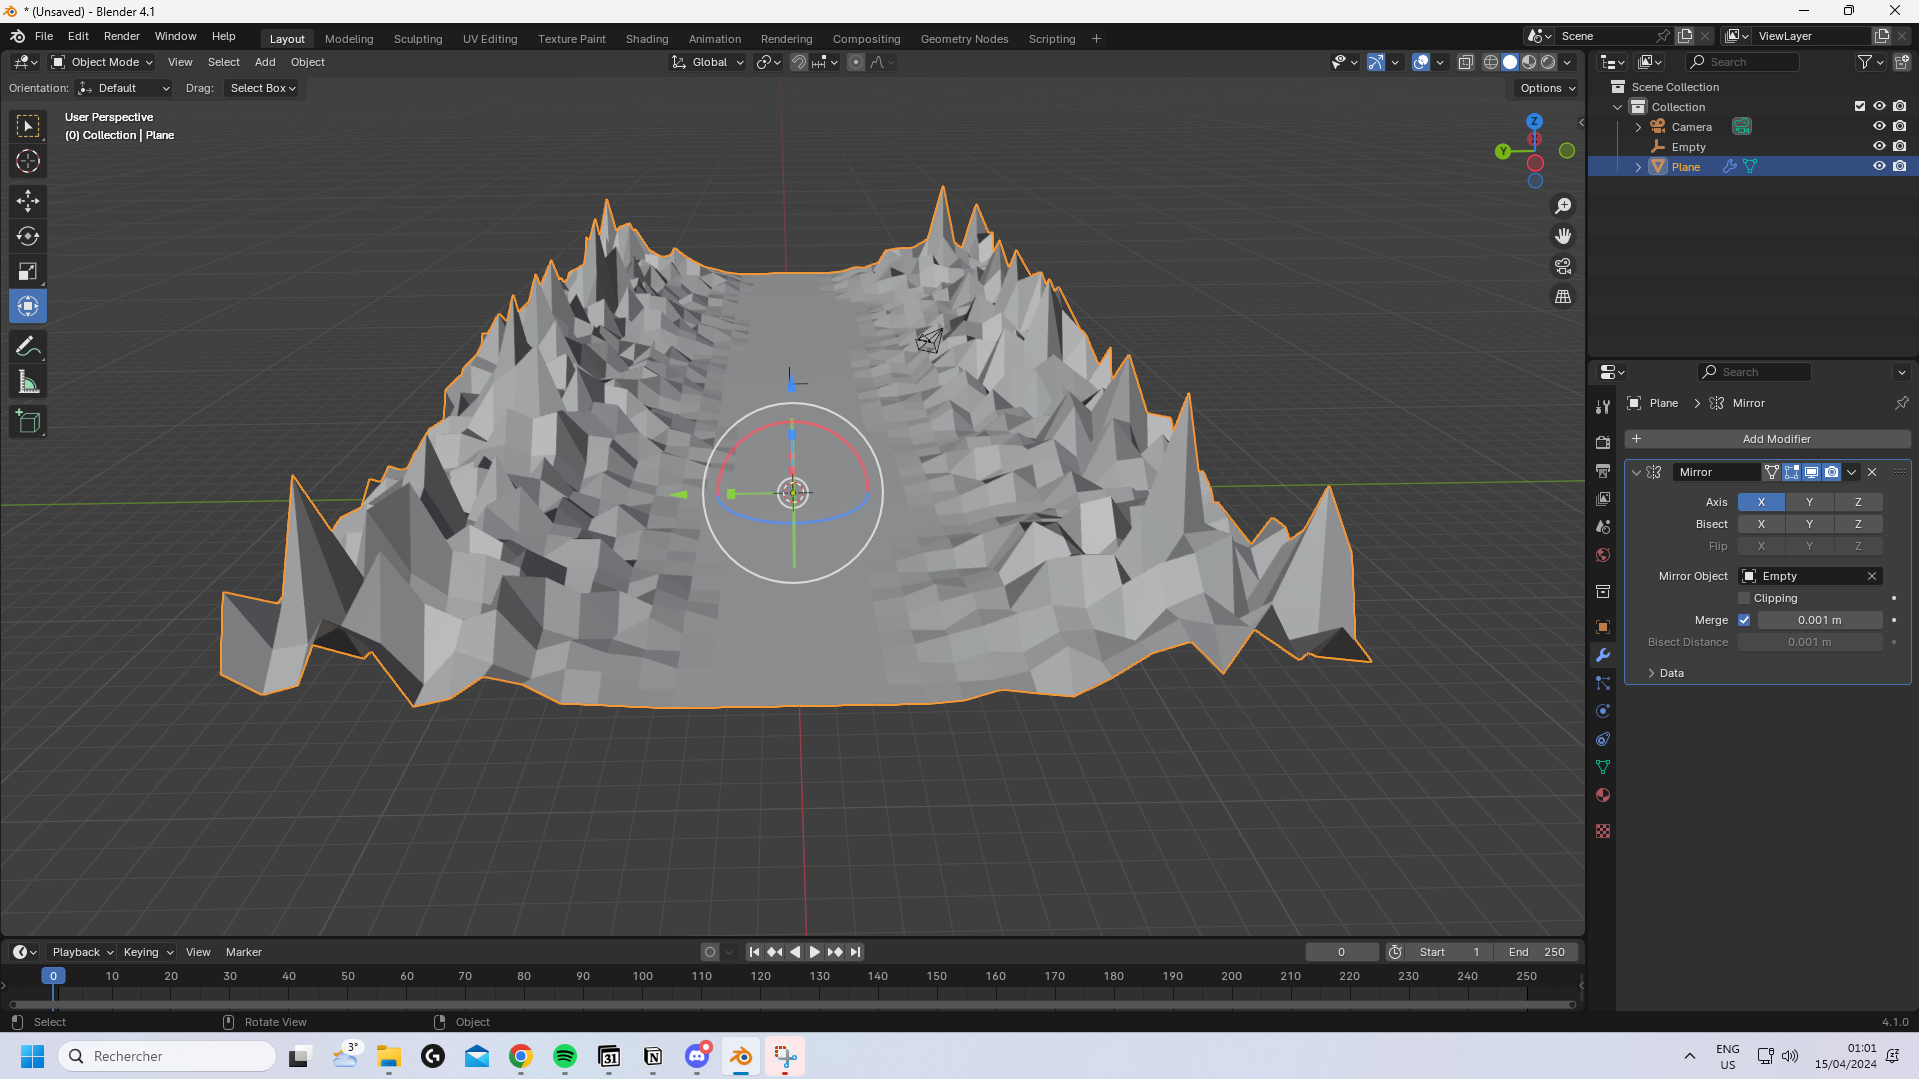 * (Unsaved) - Blender 4.1
File Edit Render Window Help
Layout Modeling Sculpting UV Editing Texture Paint Shading Animation Rendering Compositing Geometry Nodes Scripting +
Scene
ViewLayer
Object Mode View Select Add Object
Global
Search
Orientation: Default Drag: Select Box
Options
User Perspective
(0) Collection | Plane
Z
Y
Scene Collection
Collection
Camera
Empty
Plane
Search
Plane > Mirror
+ Add Modifier
Mirror
Axis X Y Z
Bisect X Y Z
Flip X Y Z
Mirror Object Empty
Clipping
Merge 0.001 m
Bisect Distance 0.001 m
Data
Playback Keying View Marker
0
Start 1 End 250
0 10 20 30 40 50 60 70 80 90 100 110 120 130 140 150 160 170 180 190 200 210 220 230 240 250
Select Rotate View Object
4.1.0
Rechercher
3°
31
N
ENG
US
01:01
15/04/2024